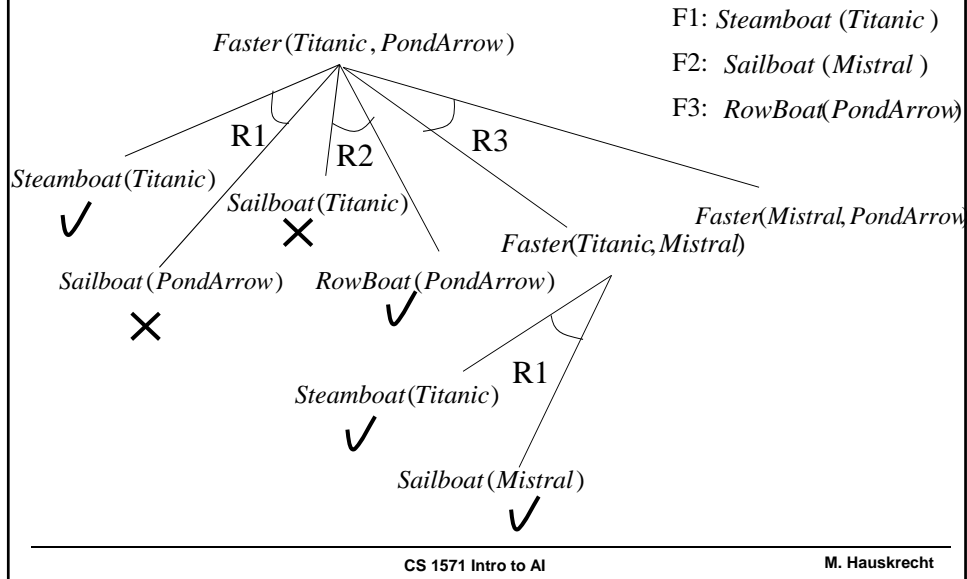 Faster(Titanic, PondArrow)
F1: Steamboat (Titanic )
F2: Sailboat (Mistral )
F3: RowBoat(PondArrow)
R1
R2
R3
Steamboat(Titanic)
Sailboat(Titanic)
Faster(Mistral, PondArrow)
Faster(Titanic, Mistral)
Sailboat(PondArrow)
RowBoat(PondArrow)
R1
Steamboat(Titanic)
Sailboat(Mistral)
CS 1571 Intro to AI
M. Hauskrecht